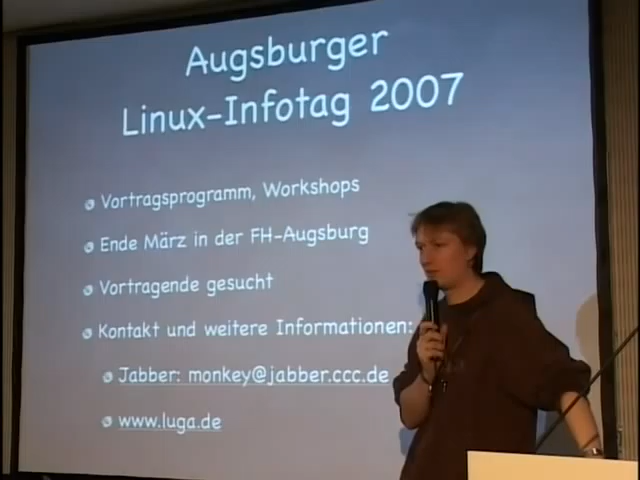 Augsburger
Linux-Infotag 2007
Vortragsprogramm, Workshops
Ende März in der FH-Augsburg
Vortragende gesucht
Kontakt und weitere Informationen:
Jabber: monkey@jabber.ccc.de
www.luga.de